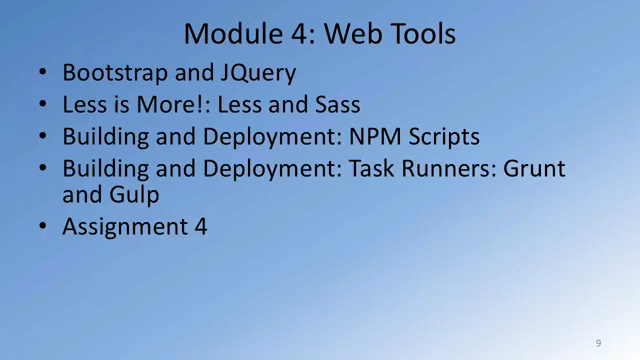 Module 4: Web Tools
• Bootstrap and JQuery
• Less is More!: Less and Sass
• Building and Deployment: NPM Scripts
• Building and Deployment: Task Runners: Grunt
and Gulp
• Assignment 4
9